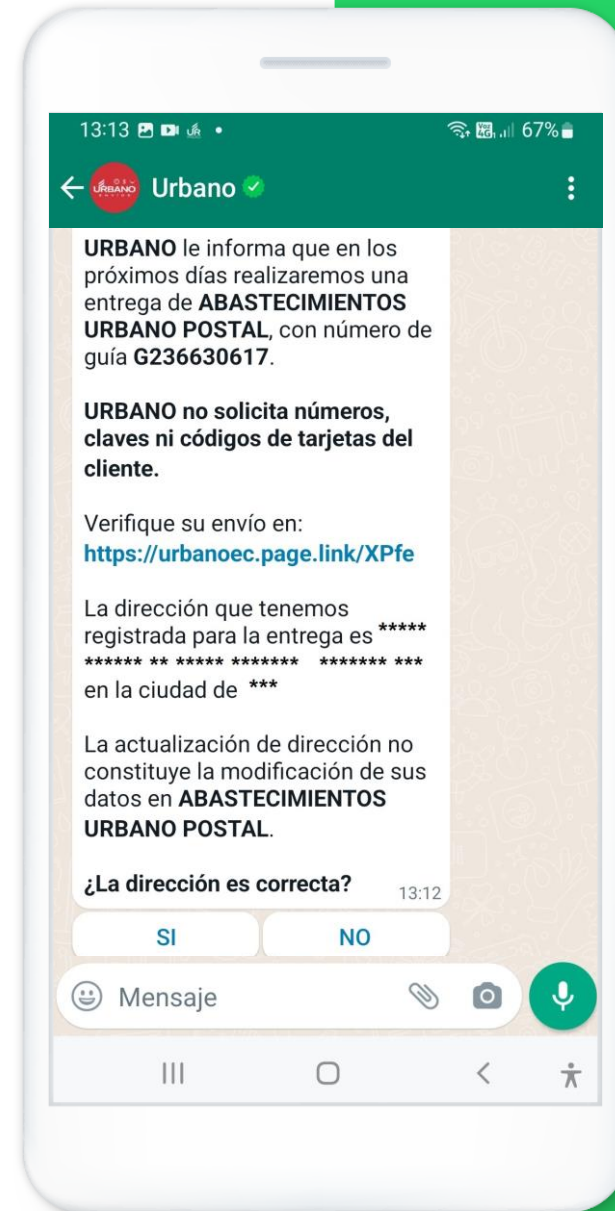 13:13 67%
URBANO Urbano
URBANO le informa que en los
próximos días realizaremos una
entrega de ABASTECIMIENTOS
URBANO POSTAL, con número de
guía G236630617.
URBANO no solicita números,
claves ni códigos de tarjetas del
cliente.
Verifique su envío en:
https://urbanoec.page.link/XPfe
La dirección que tenemos
registrada para la entrega es *****
****** ** ***** ******* ******* ***
en la ciudad de ***
La actualización de dirección no
constituye la modificación de sus
datos en ABASTECIMIENTOS
URBANO POSTAL.
¿La dirección es correcta? 13:12
SI NO
Mensaje